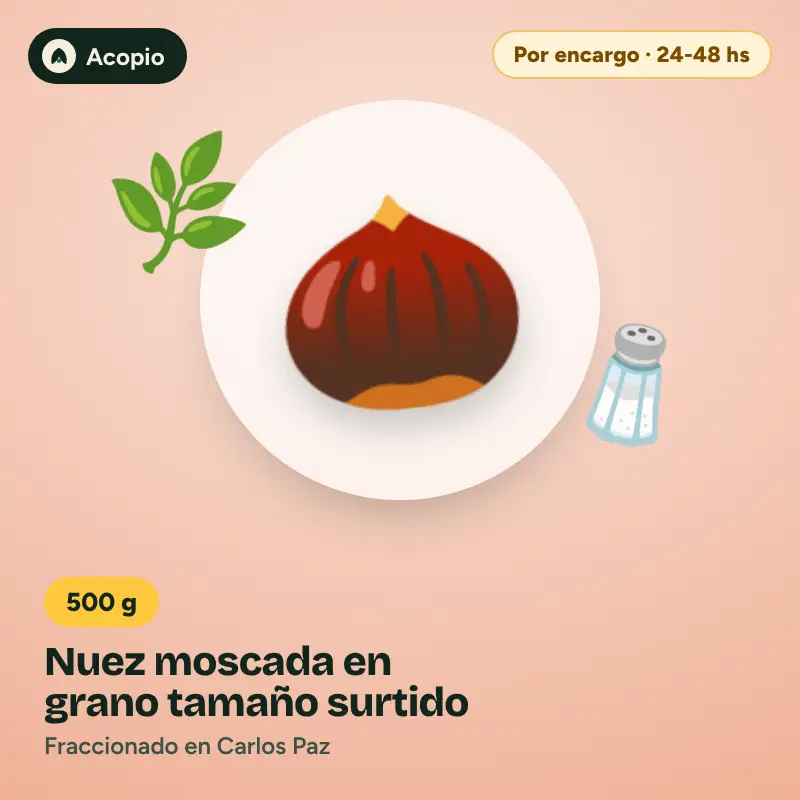 Acopio
Por encargo · 24-48 hs
500 g
Nuez moscada en
grano tamaño surtido
Fraccionado en Carlos Paz